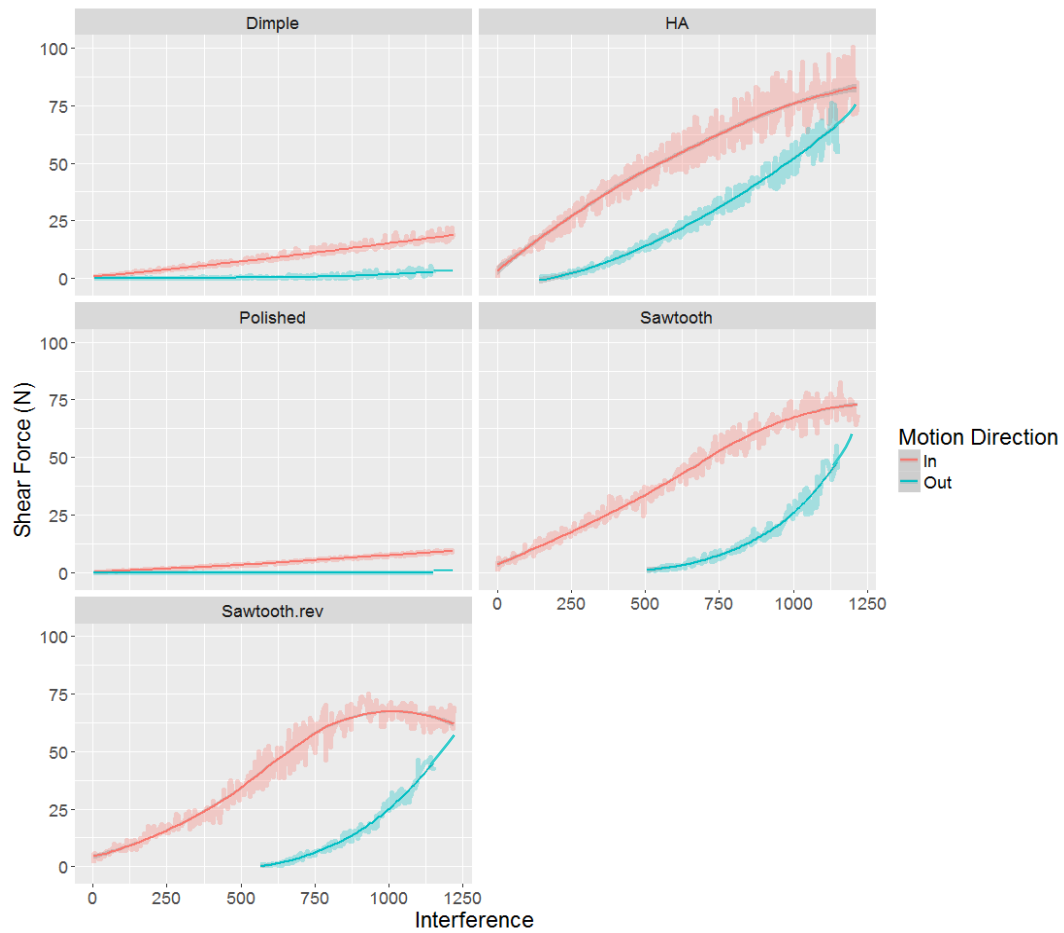 Dimple
HA
100
75
50
25
0
Polished
Sawtooth
100
75
50
25
0
0 250 500 750 1000 1250
Sawtooth.rev
100
75
50
25
0
0 250 500 750 1000 1250
Interference
Shear Force (N)
Motion Direction
In
Out